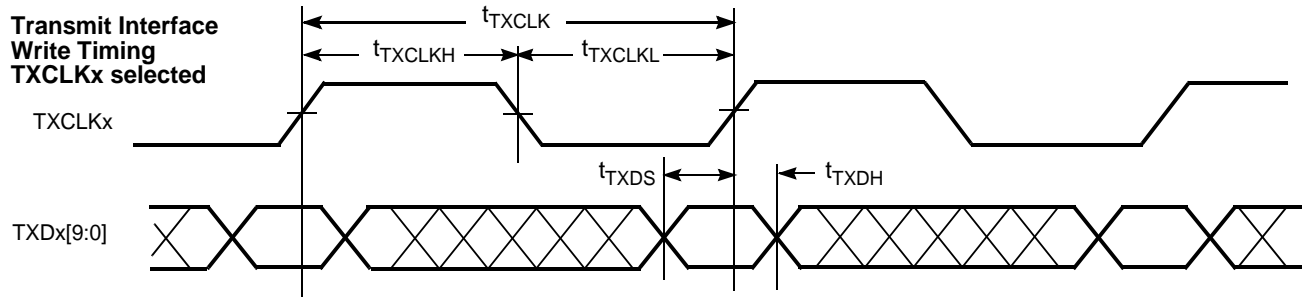 Transmit Interface
Write Timing
TXCLKx selected
tTXCLK
tTXCLKH
tTXCLKL
TXCLKx
tTXDS
tTXDH
TXDx[9:0]